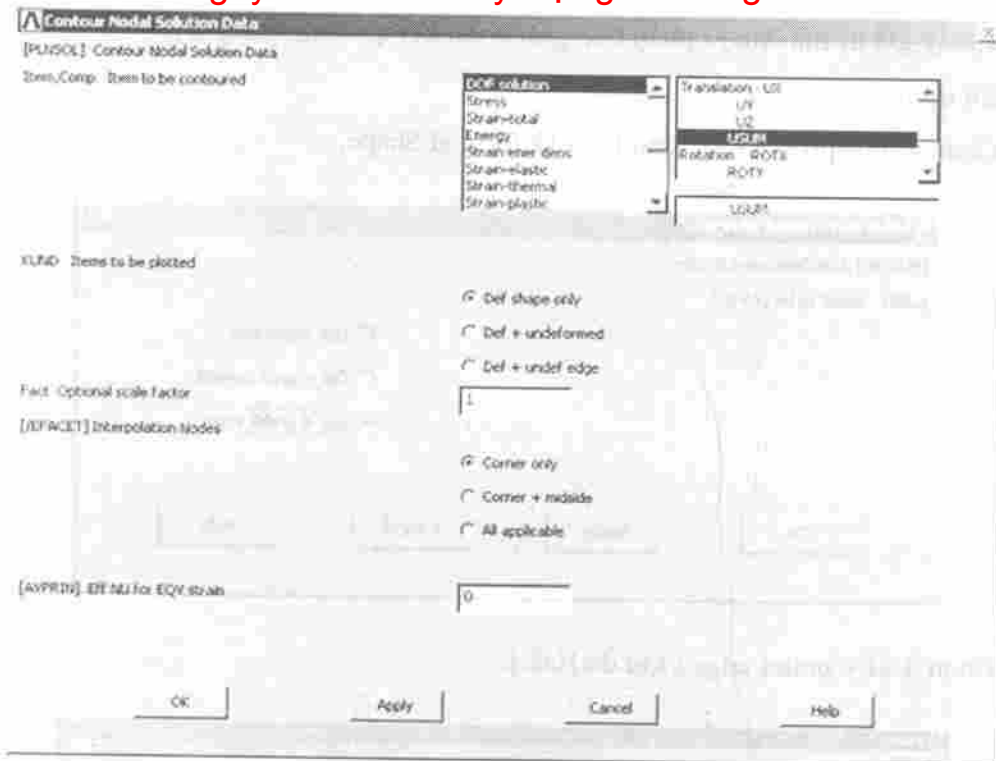 Contour Nodal Solution Data
[PLNSOL] Contour Nodal Solution Data
Item,Comp Item to be contoured
DOF solution
Stress
Strain-total
Energy
Strain ener dens
Strain-elastic
Strain-thermal
Strain-plastic
Translation UX
UY
UZ
USUM
Rotation ROTX
ROTY
USUM
KUND Items to be plotted
Def shape only
Def + undeformed
Def + undef edge
Fact Optional scale factor
1
[/EFACET] Interpolation Nodes
Corner only
Corner + midside
All applicable
[AVPRIN] Eff NU for EQV strain
0
OK
Apply
Cancel
Help